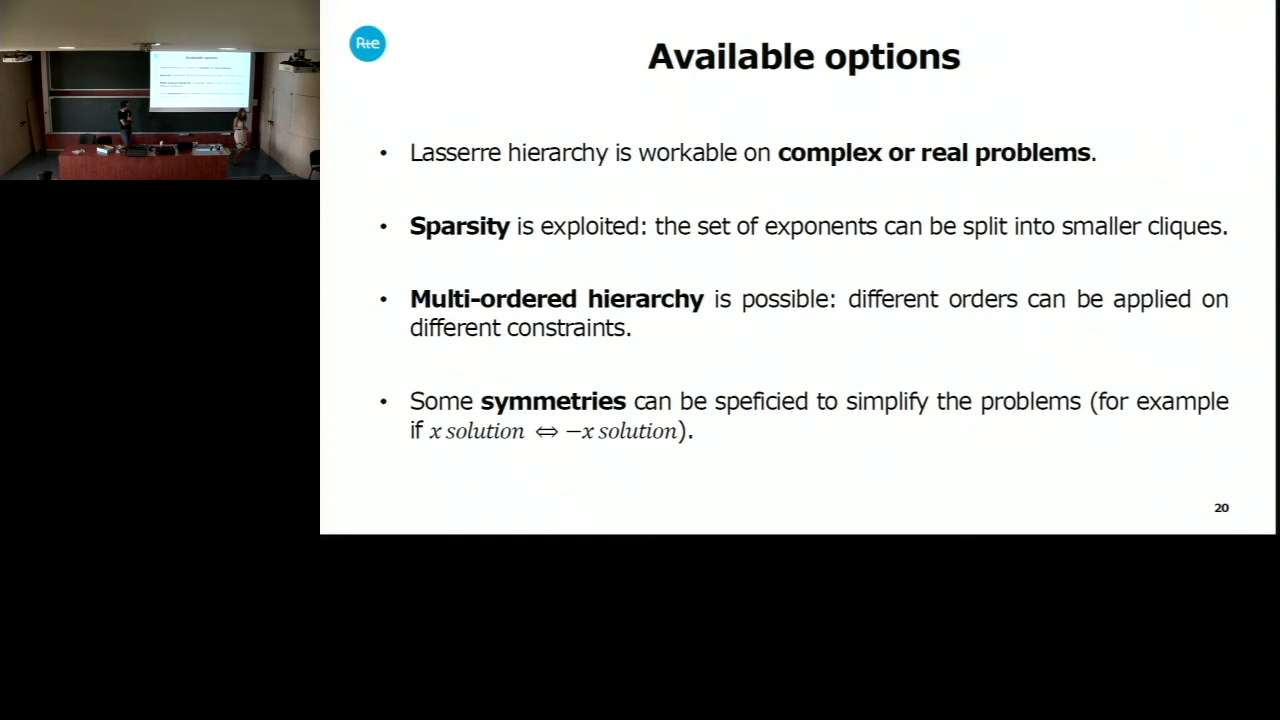 Rte
Available options
• Lasserre hierarchy is workable on complex or real problems.
• Sparsity is exploited: the set of exponents can be split into smaller cliques.
• Multi-ordered hierarchy is possible: different orders can be applied on
different constraints.
• Some symmetries can be speficied to simplify the problems (for example
if x solution ⇔ −x solution).
20